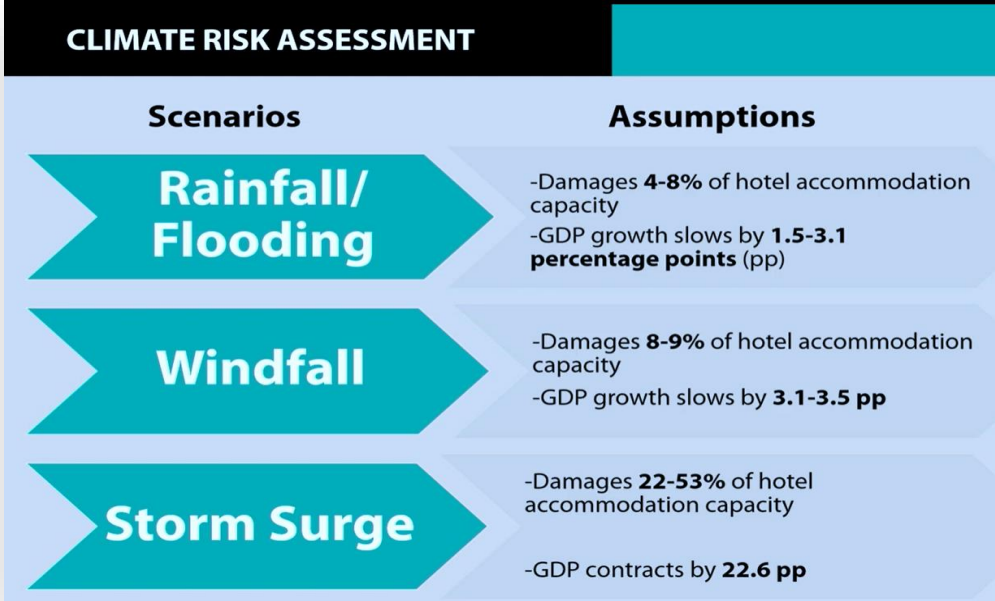 CLIMATE RISK ASSESSMENT
Scenarios
Assumptions
Rainfall/
Flooding
-Damages 4-8% of hotel accommodation
capacity
-GDP growth slows by 1.5-3.1
percentage points (pp)
Windfall
-Damages 8-9% of hotel accommodation
capacity
-GDP growth slows by 3.1-3.5 pp
Storm Surge
-Damages 22-53% of hotel
accommodation capacity
-GDP contracts by 22.6 pp